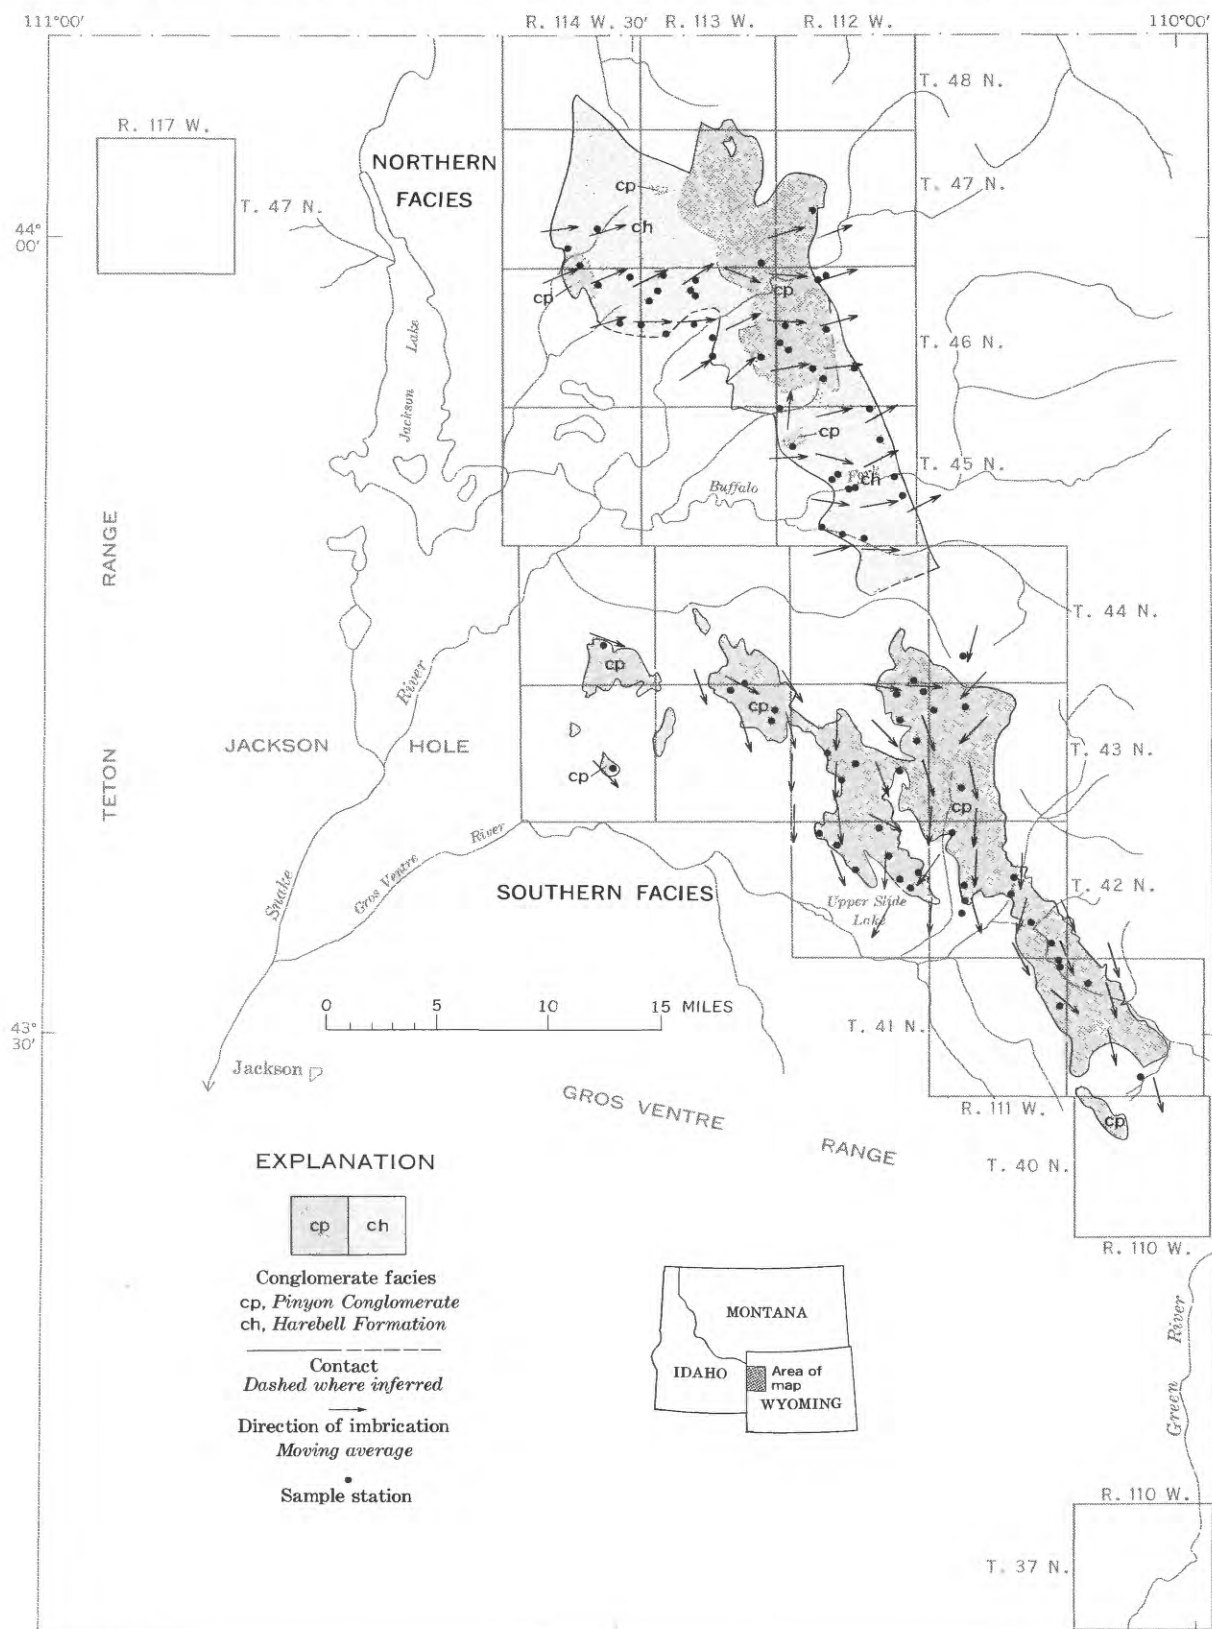 111°00′ R. 114 W. 30′ R. 113 W. R. 112 W. 110°00′
T. 48 N.
R. 117 W.
NORTHERN
FACIES
cp
T. 47 N.
T. 47 N.
ch
44°
00′
cp
cp
Jackson Lake
T. 46 N.
Jackson Lake
cp
T. 45 N.
Fork
ch
Buffalo
TETON RANGE
T. 44 N.
cp
River
cp
JACKSON HOLE
T. 43 N.
cp
cp
River
Gros Ventre
Snake
SOUTHERN FACIES
T. 42 N.
Upper Slide
Lake
0 5 10 15 MILES
T. 41 N.
43°
30′
Jackson
GROS VENTRE RANGE
R. 111 W.
cp
T. 40 N.
R. 110 W.
EXPLANATION
cp ch
Conglomerate facies
cp, Pinyon Conglomerate
ch, Harebell Formation
Contact
Dashed where inferred
Direction of imbrication
Moving average
Sample station
MONTANA
IDAHO
Area of
map
WYOMING
Green River
R. 110 W.
T. 37 N.